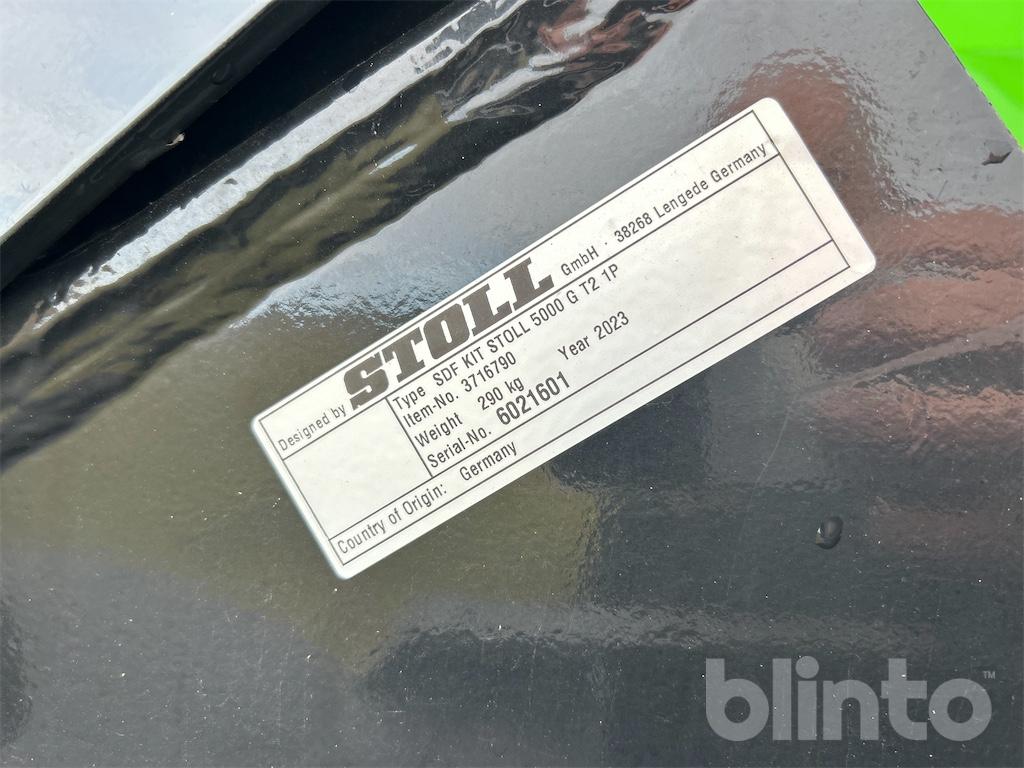 Designed by STOLL GmbH · 38268 Lengede Germany
Type SDF KIT STOLL 5000 G T2 1P
Item-No. 3716790
Weight 290 kg Year 2023
Serial-No. 6021601
Country of Origin: Germany
blinto™